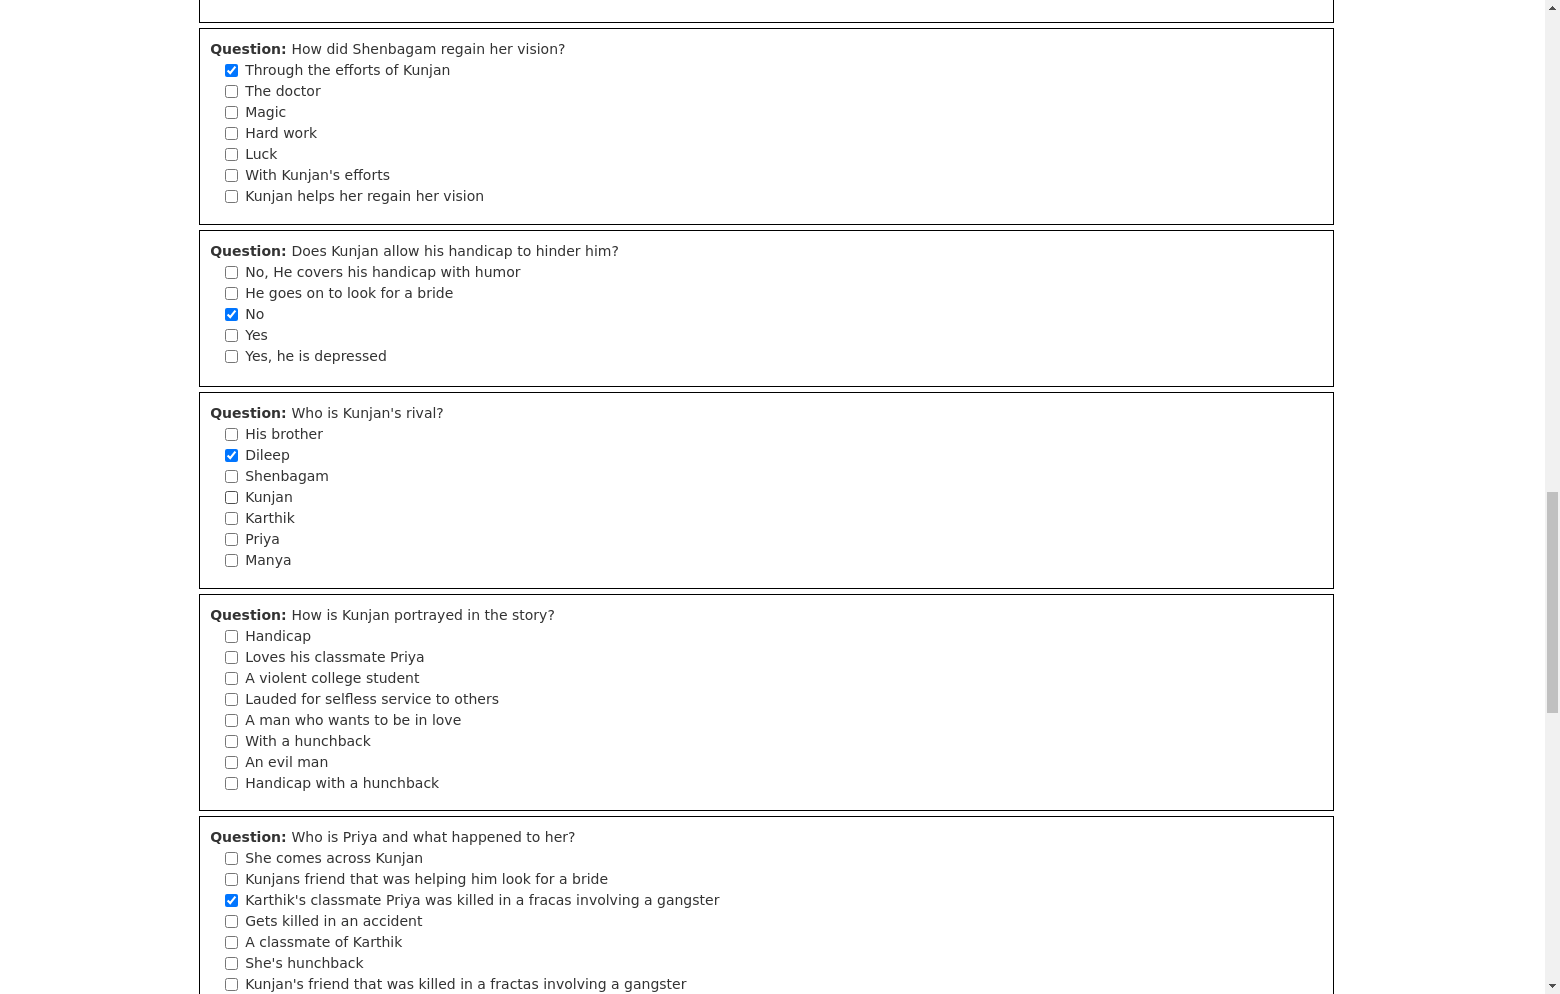 Question: How did Shenbagam regain her vision?
Through the efforts of Kunjan
The doctor
Magic
Hard work
Luck
With Kunjan's efforts
Kunjan helps her regain her vision
Question: Does Kunjan allow his handicap to hinder him?
No, He covers his handicap with humor
He goes on to look for a bride
No
Yes
Yes, he is depressed
Question: Who is Kunjan's rival?
His brother
Dileep
Shenbagam
Kunjan
Karthik
Priya
Manya
Question: How is Kunjan portrayed in the story?
Handicap
Loves his classmate Priya
A violent college student
Lauded for selfless service to others
A man who wants to be in love
With a hunchback
An evil man
Handicap with a hunchback
Question: Who is Priya and what happened to her?
She comes across Kunjan
Kunjans friend that was helping him look for a bride
Karthik's classmate Priya was killed in a fracas involving a gangster
Gets killed in an accident
A classmate of Karthik
She's hunchback
Kunjan's friend that was killed in a fractas involving a gangster